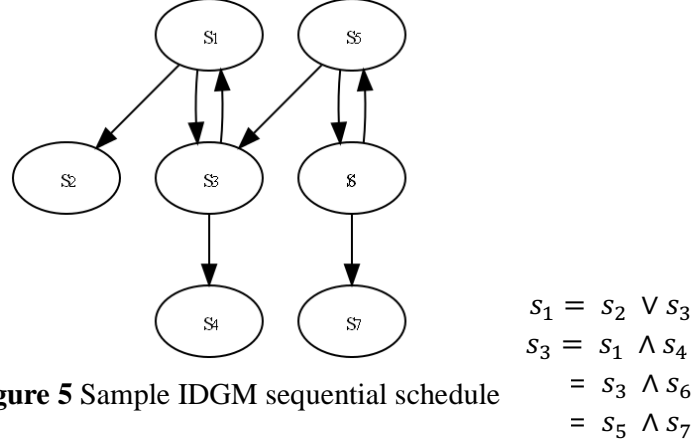 S1 S5
S2 S3 S6
S4 S7
gure 5 Sample IDGM sequential schedule
s₁ = s₂ ∨ s₃
s₃ = s₁ ∧ s₄
= s₃ ∧ s₆
= s₅ ∧ s₇